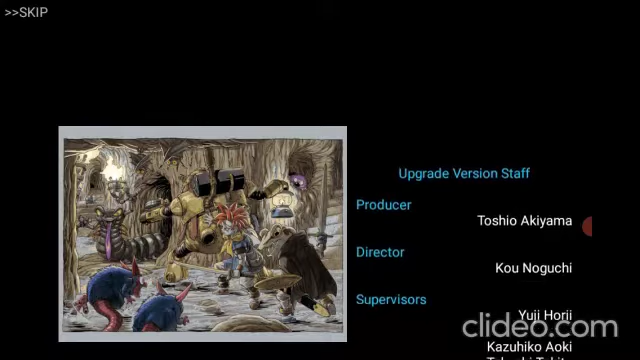 >>SKIP
Upgrade Version Staff
Producer
Toshio Akiyama
Director
Kou Noguchi
Supervisors
Yuji Horii
Kazuhiko Aoki
clideo.com